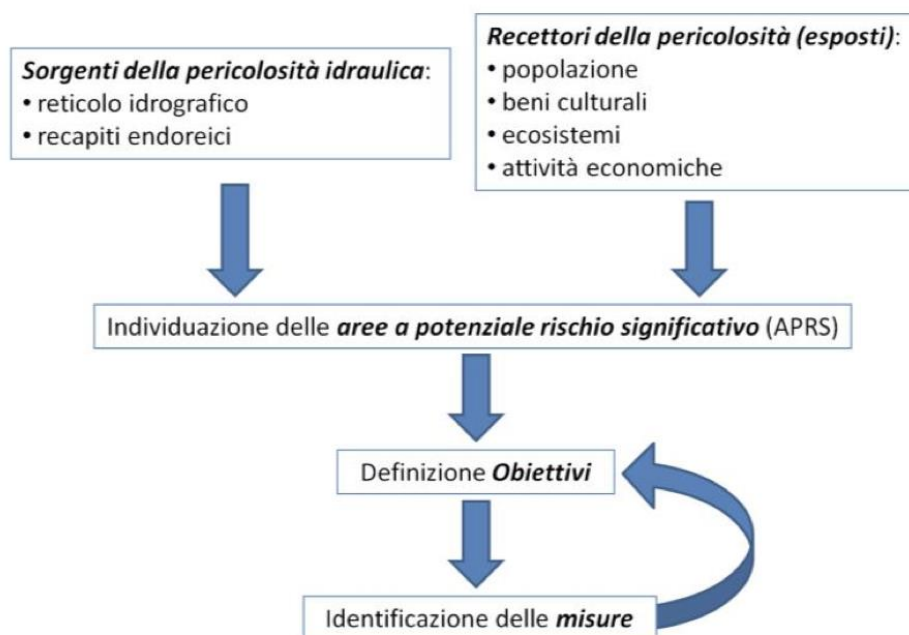 Sorgenti della pericolosità idraulica:
• reticolo idrografico
• recapiti endoreici
Recettori della pericolosità (esposti):
• popolazione
• beni culturali
• ecosistemi
• attività economiche
Individuazione delle aree a potenziale rischio significativo (APRS)
Definizione Obiettivi
Identificazione delle misure